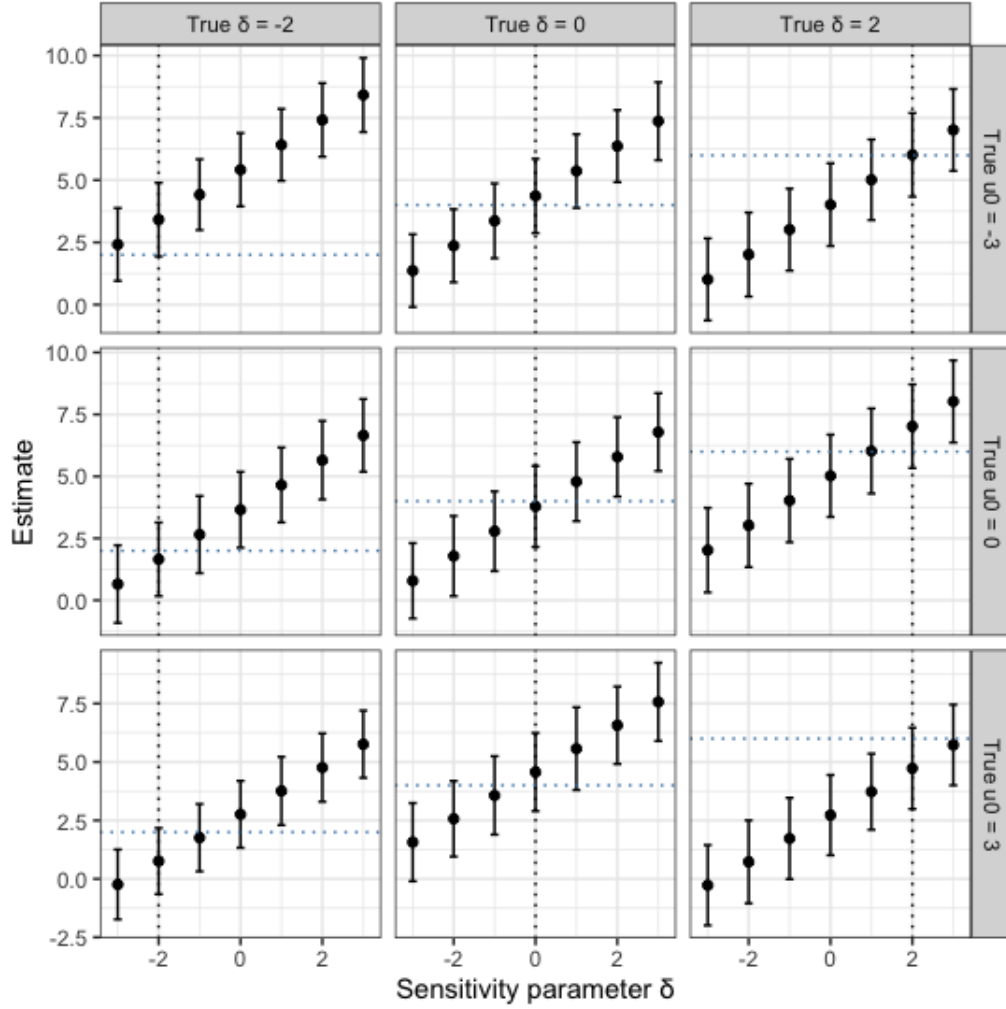 True δ = -2
True δ = 0
True δ = 2
10.0
7.5
5.0
2.5
0.0
True u0 = -3
10.0
7.5
5.0
2.5
0.0
True u0 = 0
7.5
5.0
2.5
0.0
-2.5
True u0 = 3
Estimate
-2 0 2
-2 0 2
-2 0 2
Sensitivity parameter δ